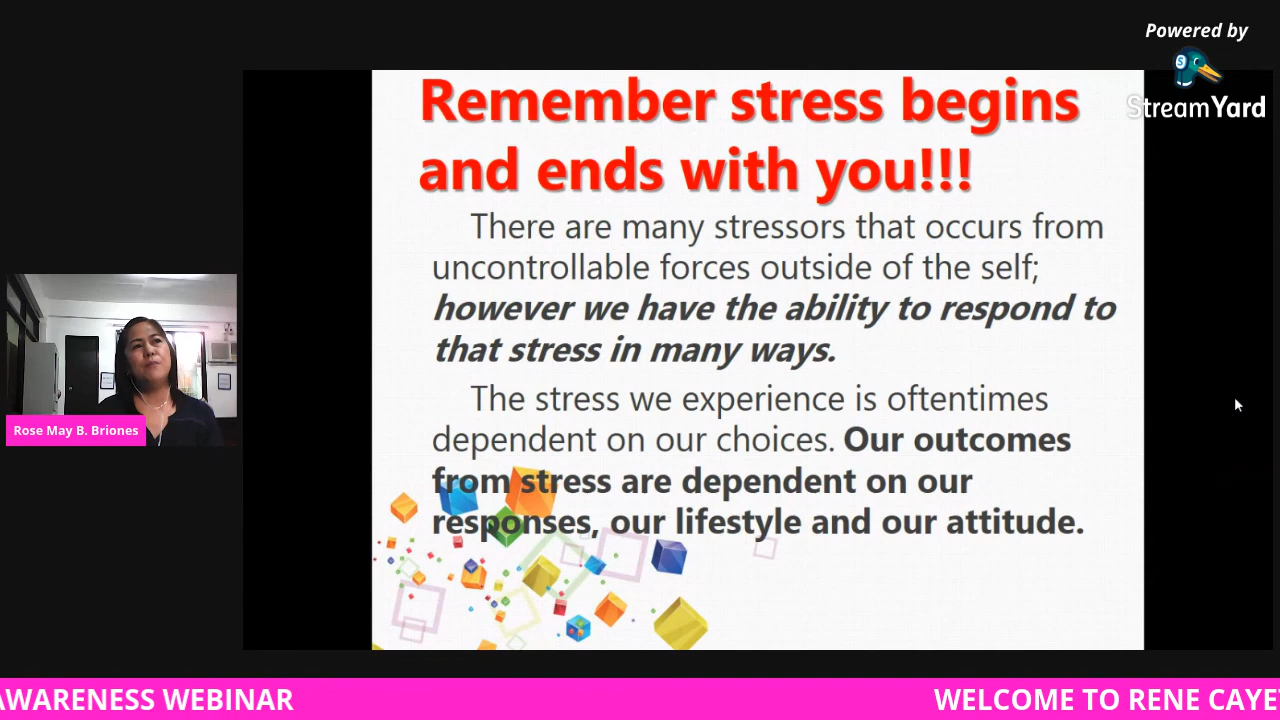 Powered by
StreamYard
Remember stress begins
and ends with you!!!
There are many stressors that occurs from
uncontrollable forces outside of the self;
however we have the ability to respond to
that stress in many ways.
The stress we experience is oftentimes
dependent on our choices. Our outcomes
from stress are dependent on our
responses, our lifestyle and our attitude.
Rose May B. Briones
AWARENESS WEBINAR
WELCOME TO RENE CAYE